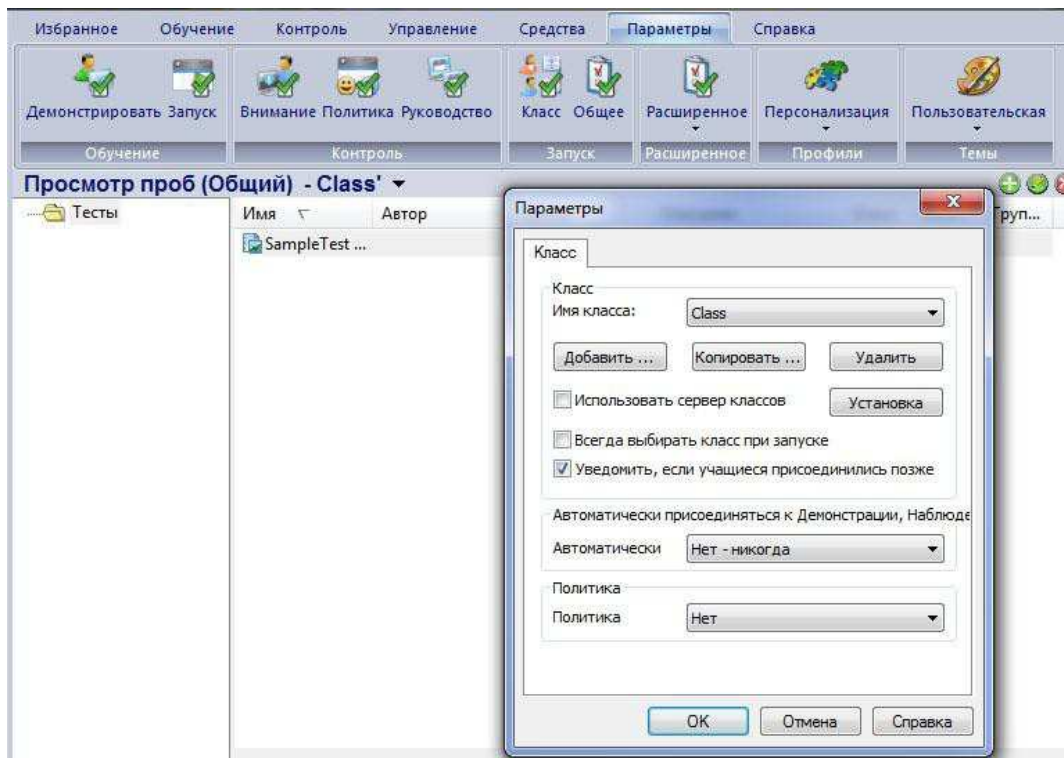 Избранное Обучение Контроль Управление Средства Параметры Справка
Демонстрировать Запуск Внимание Политика Руководство Класс Общее Расширенное Персонализация Пользовательская
Обучение Контроль Запуск Расширенное Профили Темы
Просмотр проб (Общий) - Class'
Тесты
Имя Автор Груп...
SampleTest ...
Параметры
Класс
Класс
Имя класса: Class
Добавить ... Копировать ... Удалить
Использовать сервер классов Установка
Всегда выбирать класс при запуске
Уведомить, если учащиеся присоединились позже
Автоматически присоединяться к Демонстрации, Наблюде
Автоматически Нет - никогда
Политика
Политика Нет
OK Отмена Справка